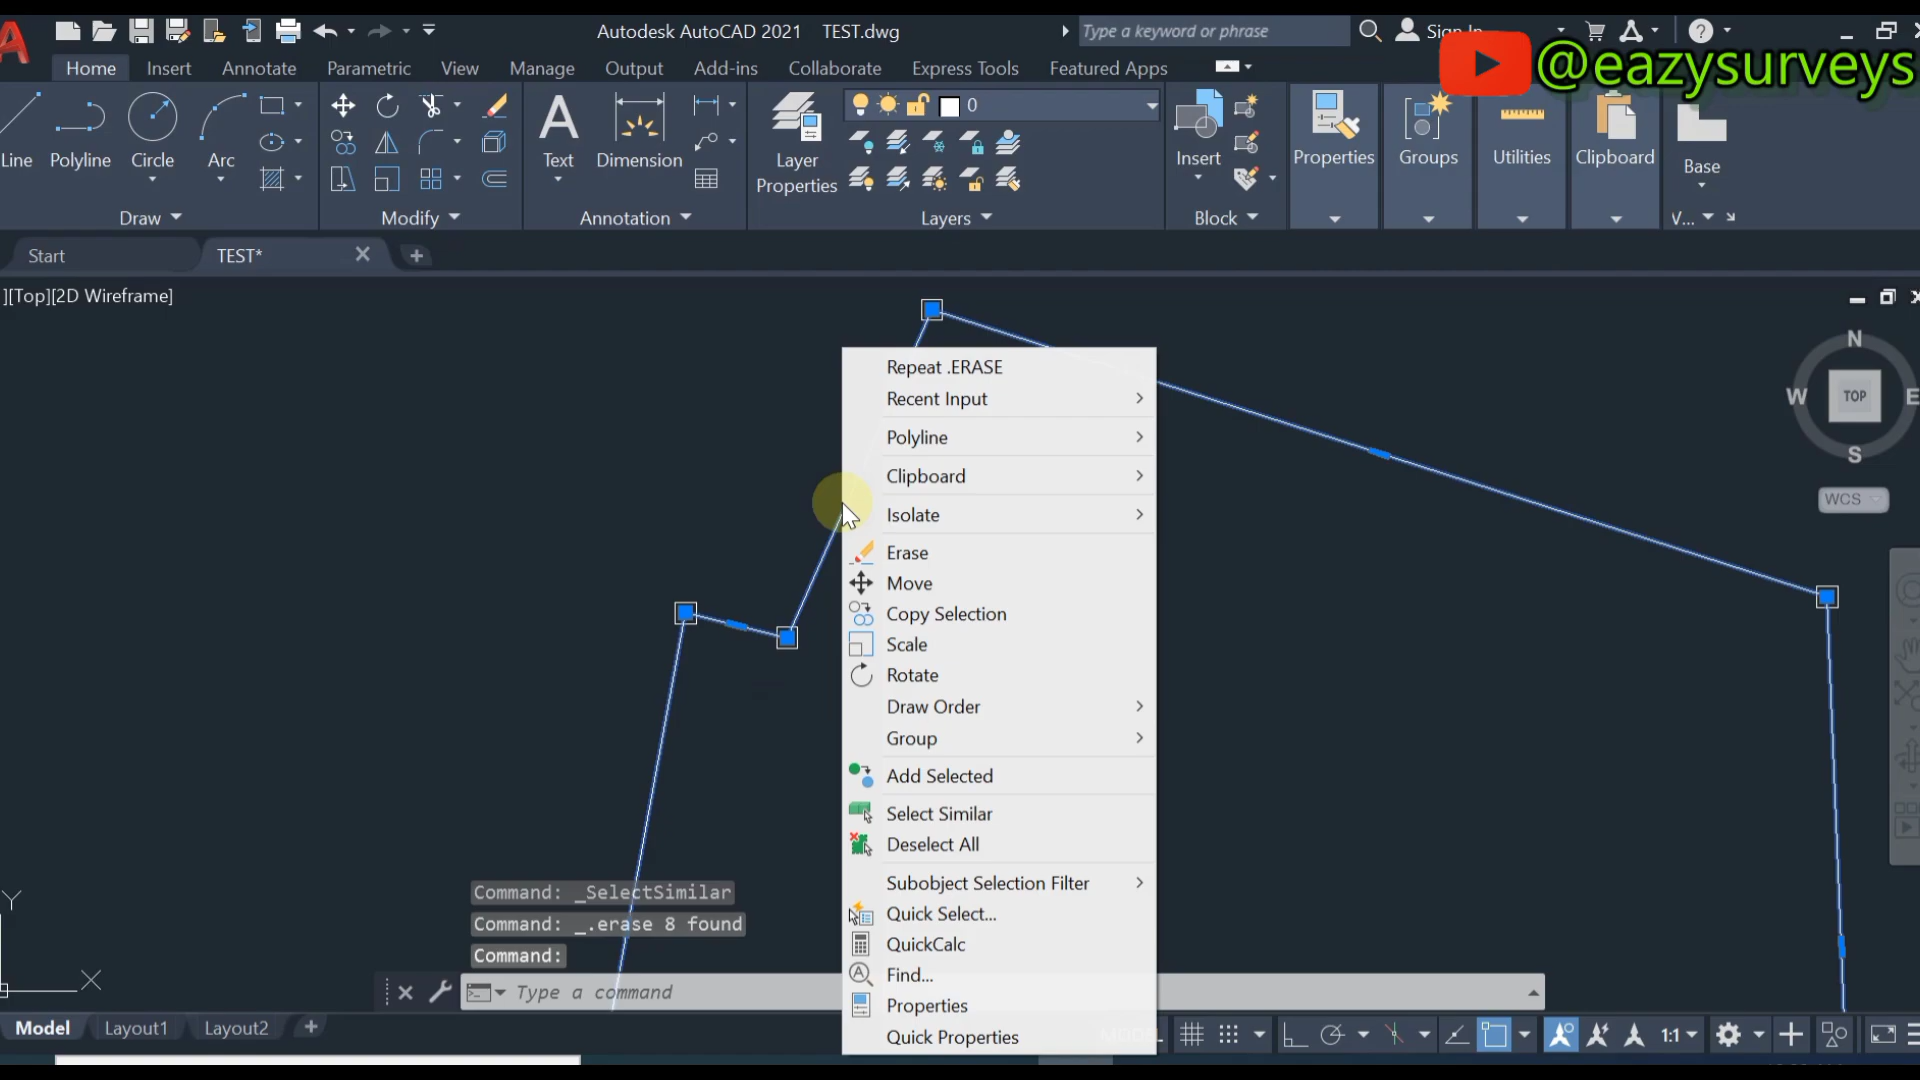 Autodesk AutoCAD 2021 TEST.dwg
Type a keyword or phrase
Sign In
@eazysurveys
Home Insert Annotate Parametric View Manage Output Add-ins Collaborate Express Tools Featured Apps
0
Line Polyline Circle Arc
Text Dimension
Layer Properties
Insert
Properties Groups Utilities Clipboard Base
Draw Modify Annotation Layers Block V...
Start TEST*
][Top][2D Wireframe]
N
W TOP E
S
WCS
Repeat .ERASE
Recent Input
Polyline
Clipboard
Isolate
Erase
Move
Copy Selection
Scale
Rotate
Draw Order
Group
Add Selected
Select Similar
Deselect All
Subobject Selection Filter
Quick Select...
QuickCalc
Find...
Properties
Quick Properties
Y
X
Command: _SelectSimilar
Command: _.erase 8 found
Command:
Type a command
Model Layout1 Layout2
1:1